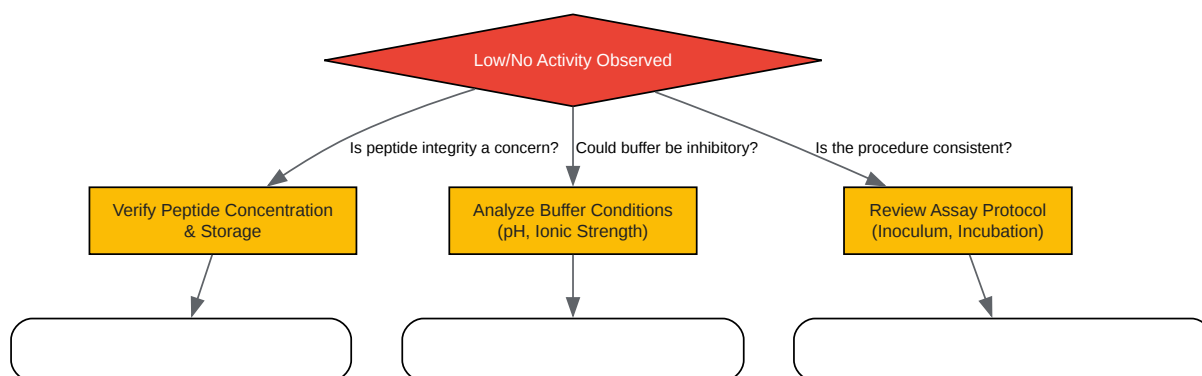 Low/No Activity Observed
Is peptide integrity a concern?
Could buffer be inhibitory?
Is the procedure consistent?
Verify Peptide Concentration
& Storage
Analyze Buffer Conditions
(pH, Ionic Strength)
Review Assay Protocol
(Inoculum, Incubation)